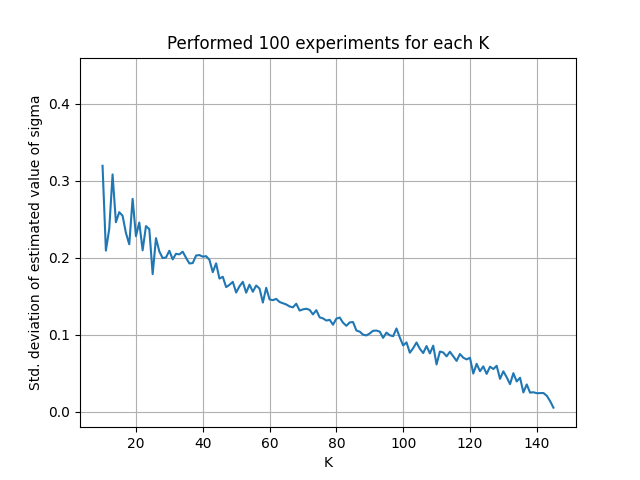 Performed 100 experiments for each K
Std. deviation of estimated value of sigma
0.4
0.3
0.2
0.1
0.0
20 40 60 80 100 120 140
K